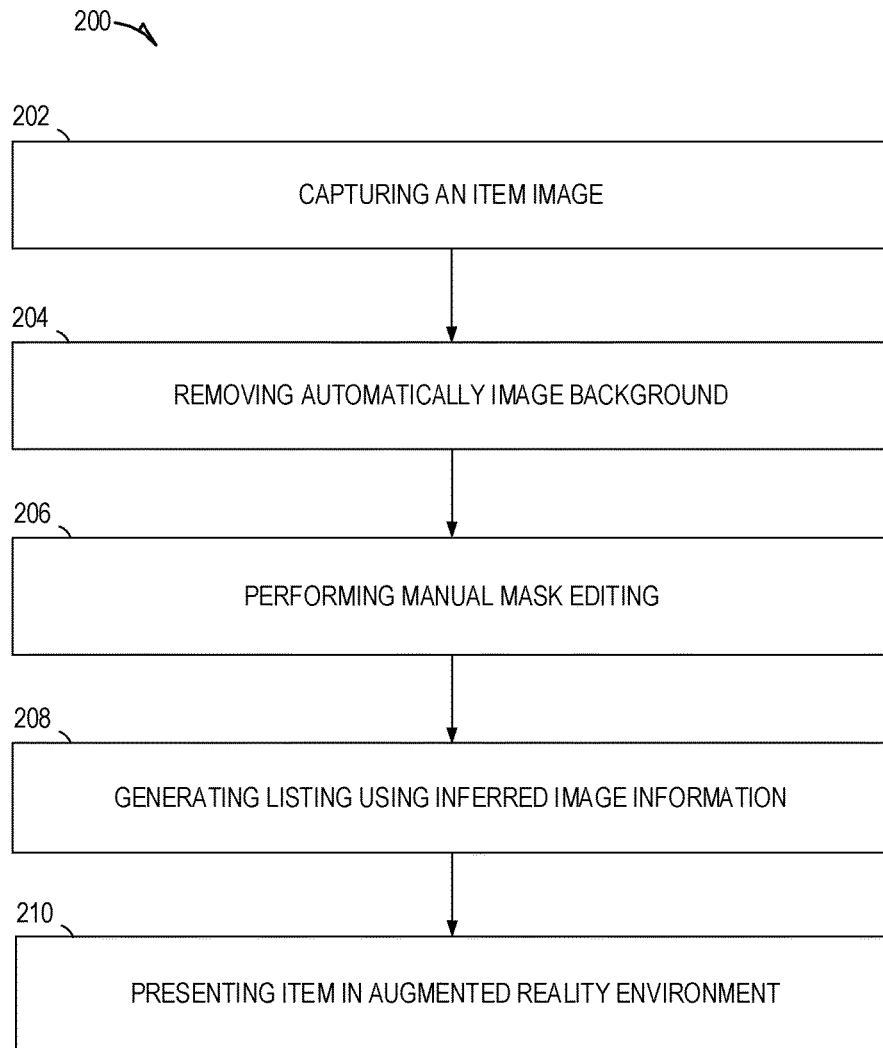 200
202
CAPTURING AN ITEM IMAGE
204
REMOVING AUTOMATICALLY IMAGE BACKGROUND
206
PERFORMING MANUAL MASK EDITING
208
GENERATING LISTING USING INFERRED IMAGE INFORMATION
210
PRESENTING ITEM IN AUGMENTED REALITY ENVIRONMENT